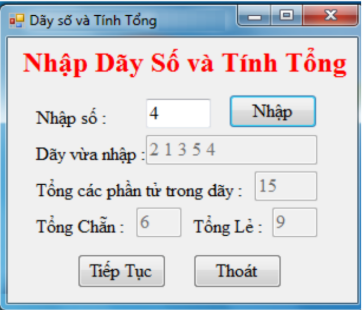 Dãy số và Tính Tổng
Nhập Dãy Số và Tính Tổng
Nhập số : 4 Nhập
Dãy vừa nhập : 2 1 3 5 4
Tổng các phần tử trong dãy : 15
Tổng Chẵn : 6 Tổng Lẻ : 9
Tiếp Tục Thoát